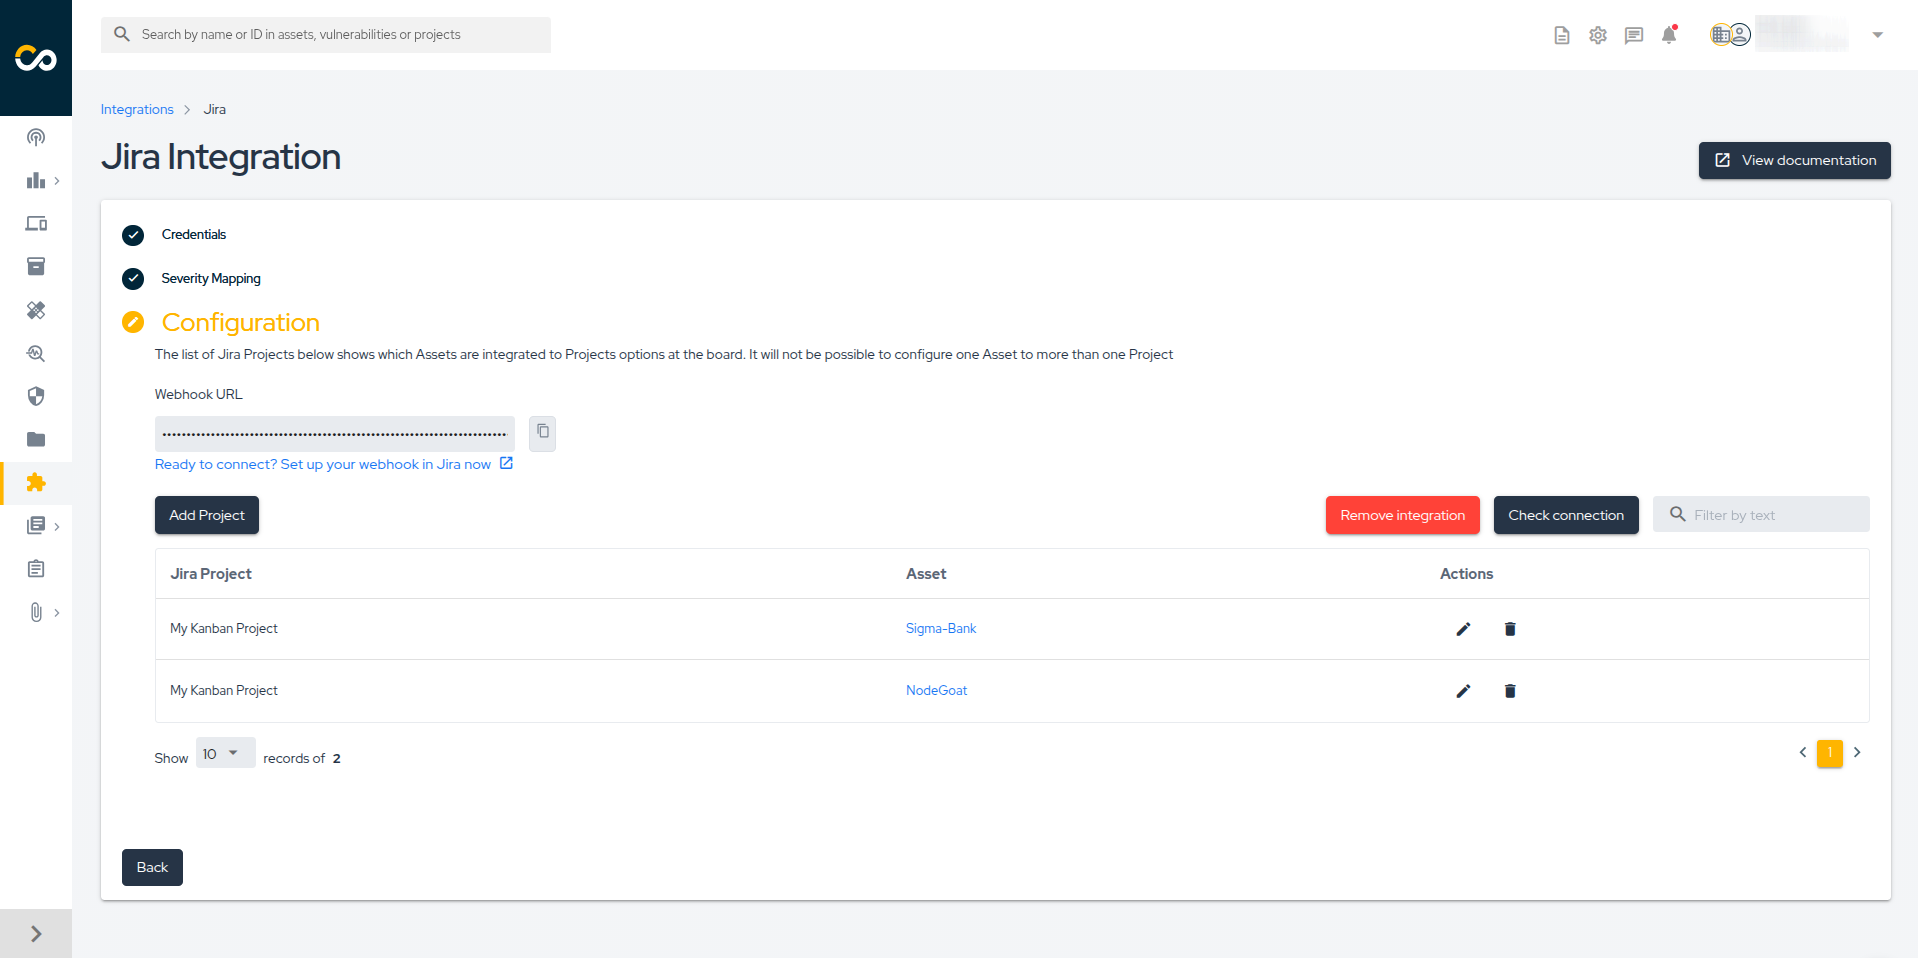 Search by name or ID in assets, vulnerabilities or projects
Integrations
Jira
Jira Integration
View documentation
Credentials
Severity Mapping
Configuration
The list of Jira Projects below shows which Assets are integrated to Projects options at the board. It will not be possible to configure one Asset to more than one Project
Webhook URL
Ready to connect? Set up your webhook in Jira now
Add Project
Remove integration
Check connection
Filter by text
Jira Project Asset Actions
My Kanban Project Sigma-Bank
My Kanban Project NodeGoat
Show 10 records of 2
1
Back